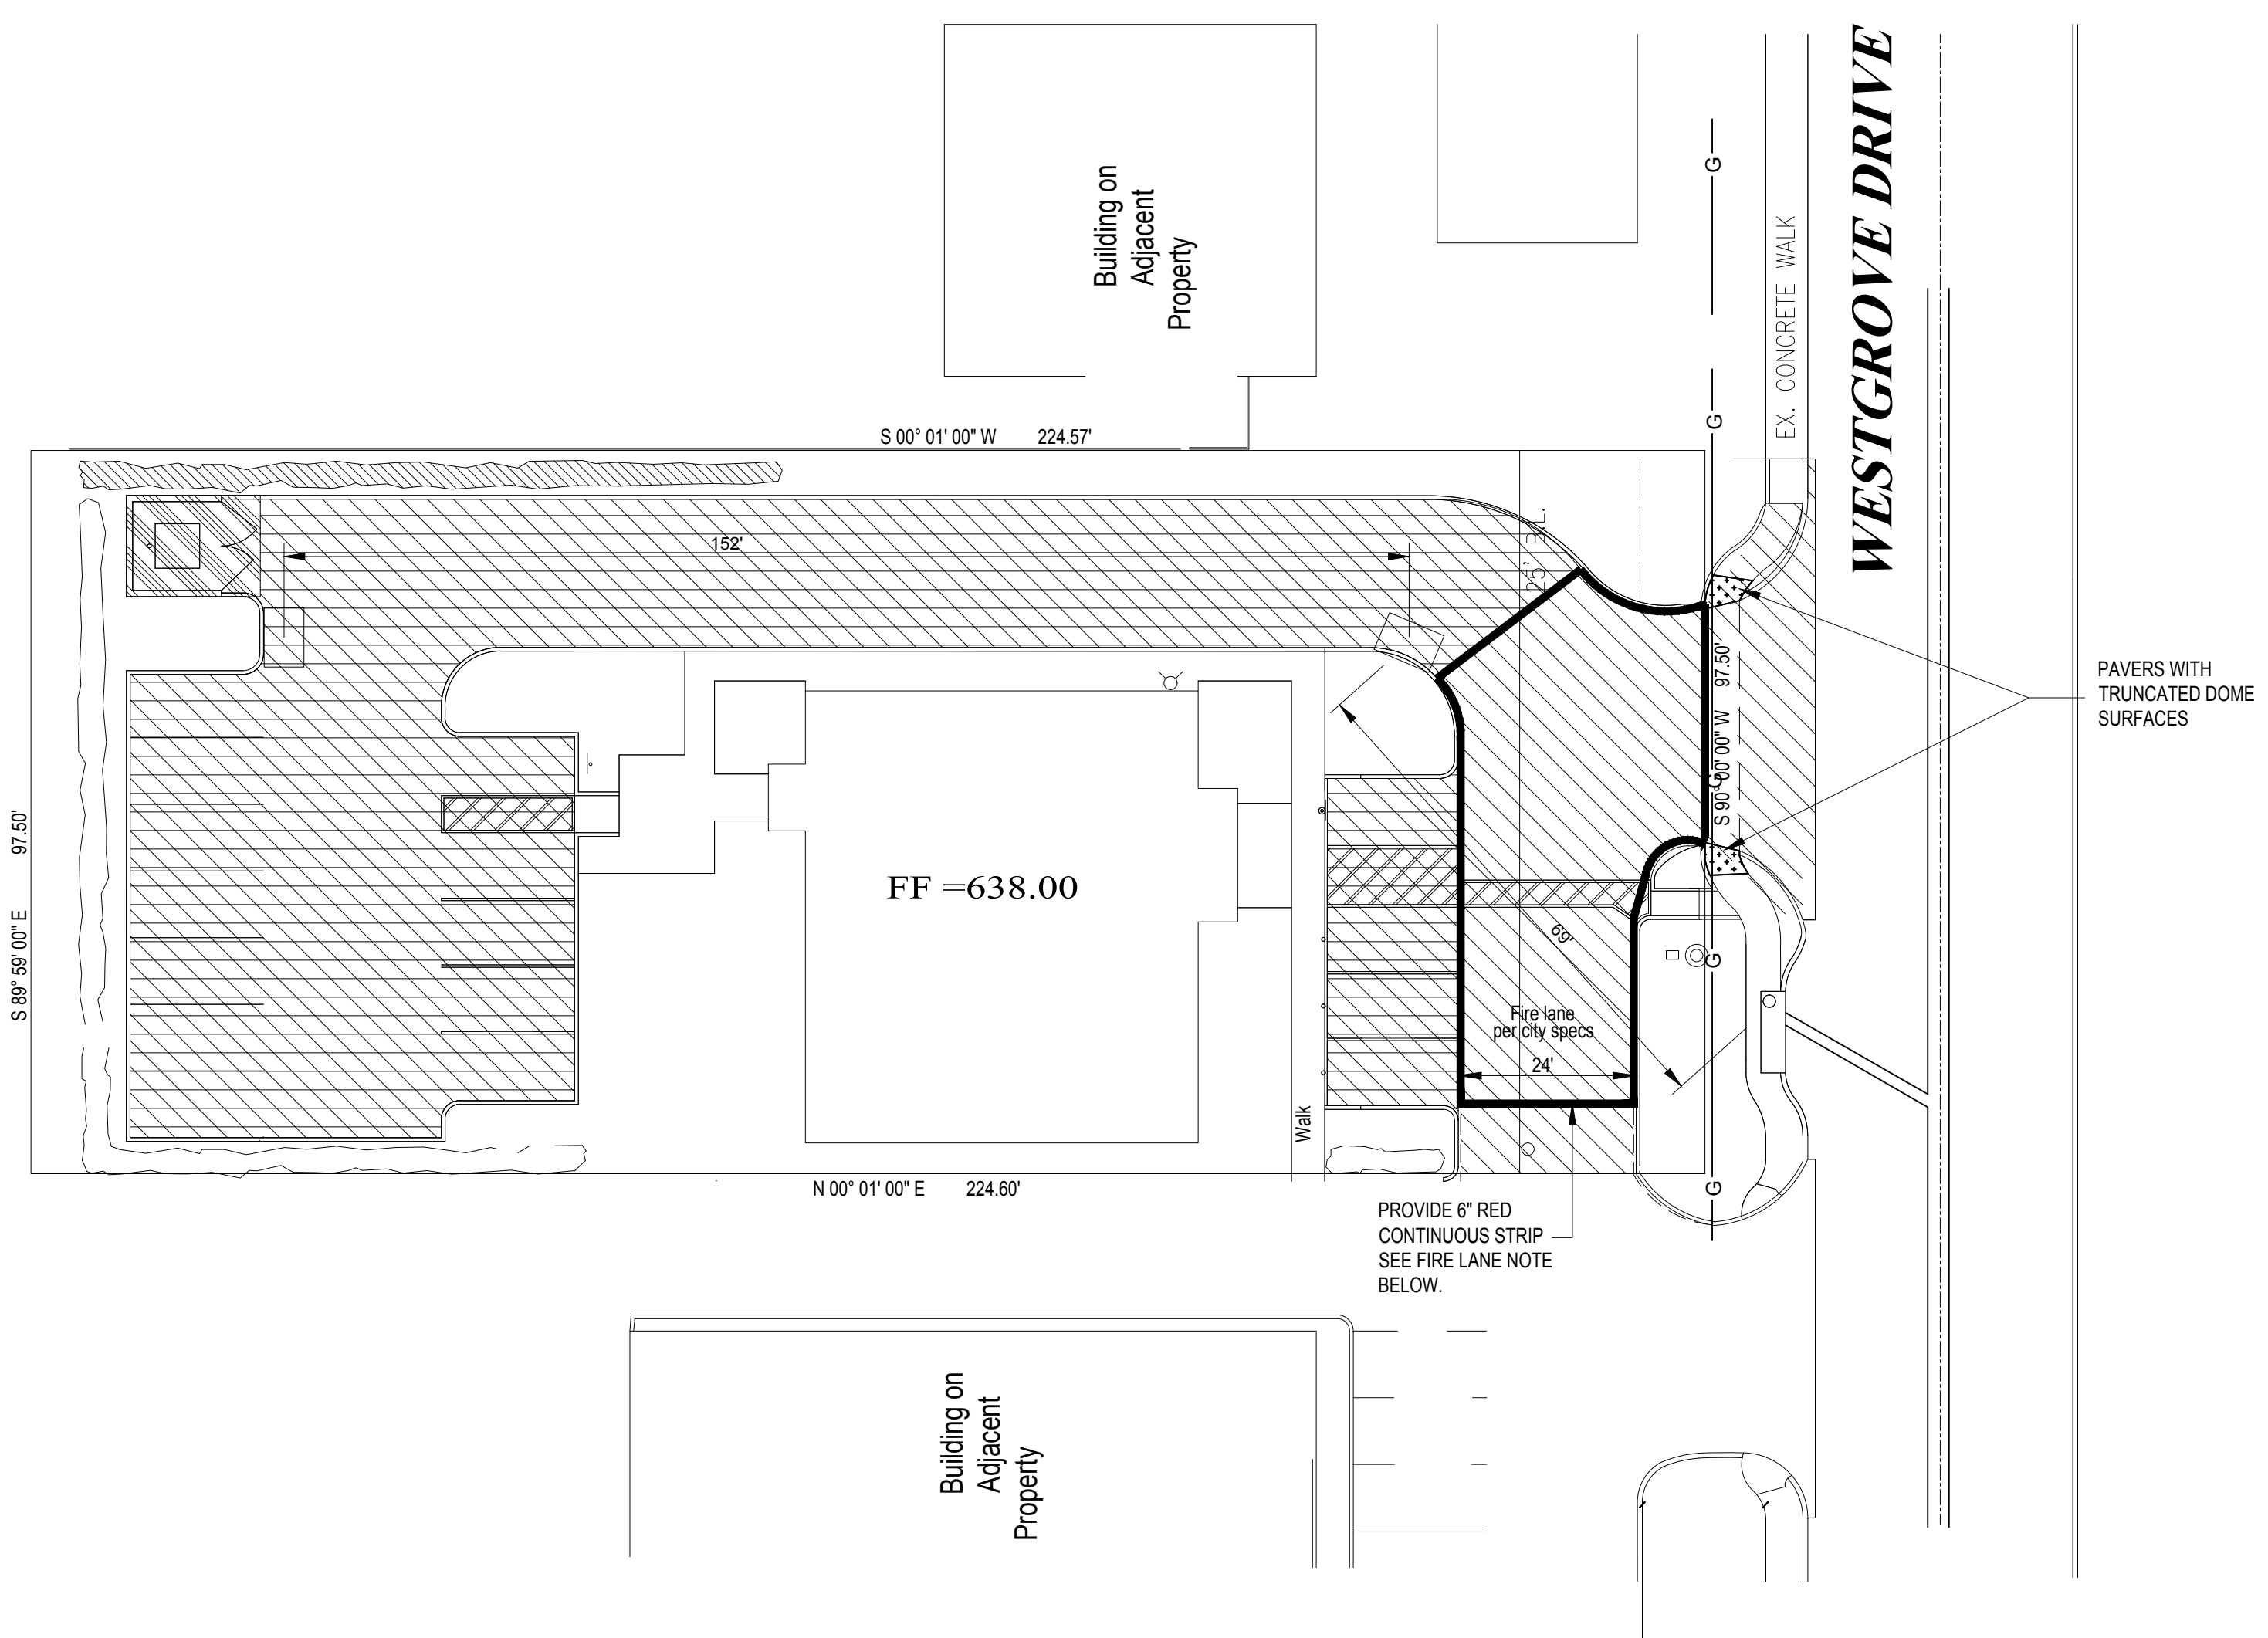 WESTGROVE DRIVE
Building on
Adjacent
Property
G
EX. CONCRETE WALK
G
S 00° 01' 00" W 224.57'
25' B.L.
152'
PAVERS WITH
TRUNCATED DOME
SURFACES
S 90° 00' 00" W 97.50'
G
S 89° 59' 00" E 97.50'
FF =638.00
69'
G
Fire lane
per city specs
24'
Walk
G
N 00° 01' 00" E 224.60'
PROVIDE 6" RED
CONTINUOUS STRIP
SEE FIRE LANE NOTE
BELOW.
Building on
Adjacent
Property